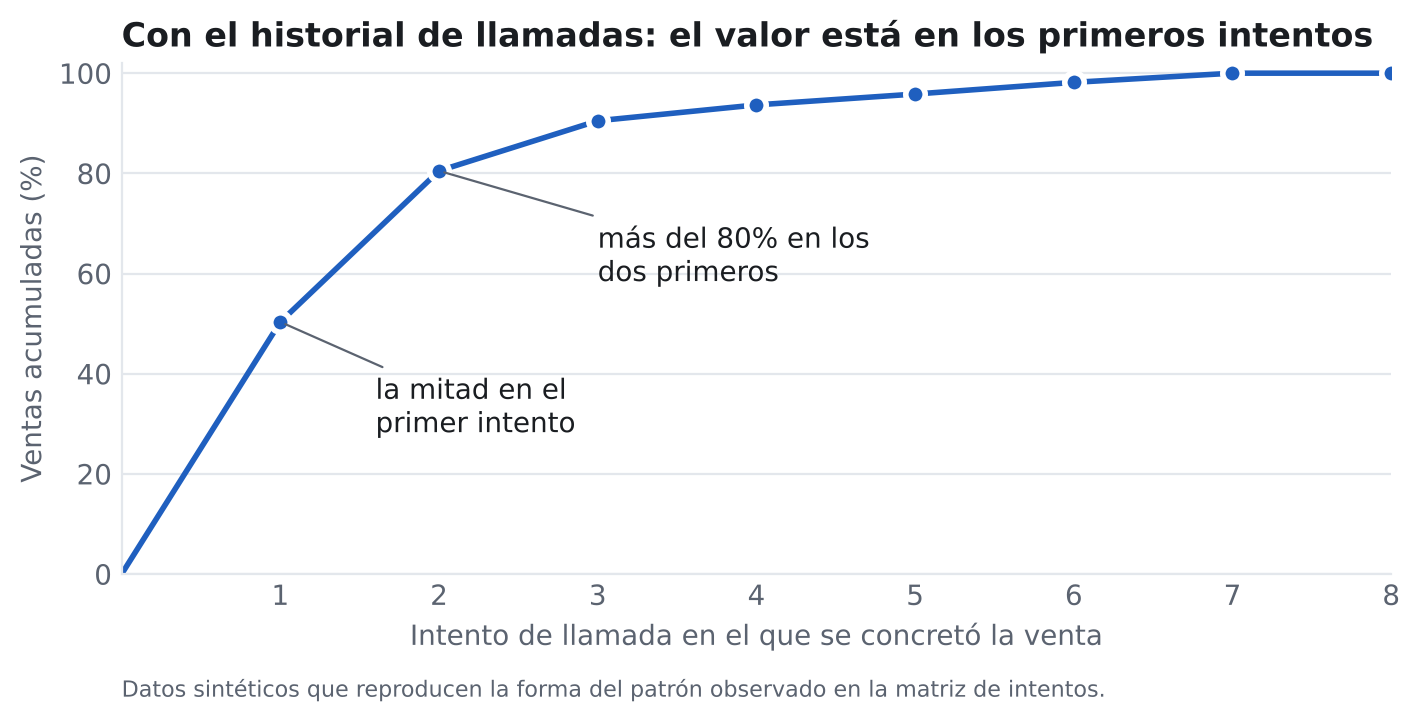 Con el historial de llamadas: el valor está en los primeros intentos
Ventas acumuladas (%)
100
80
60
40
20
0
más del 80% en los
dos primeros
la mitad en el
primer intento
1 2 3 4 5 6 7 8
Intento de llamada en el que se concretó la venta
Datos sintéticos que reproducen la forma del patrón observado en la matriz de intentos.